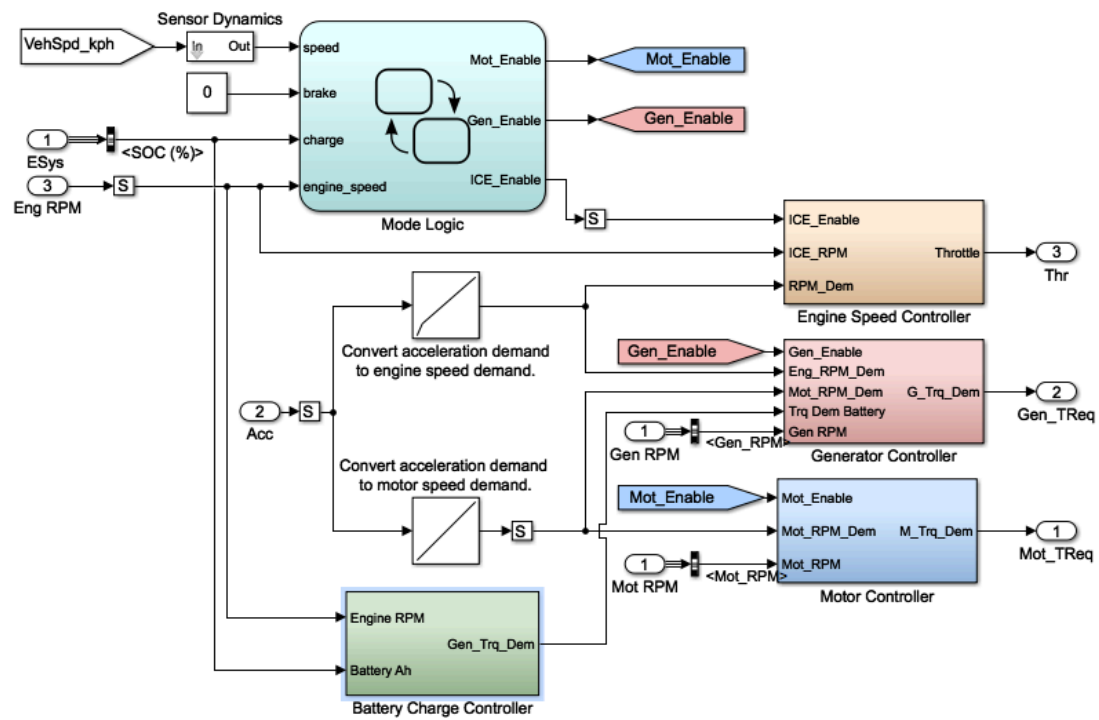 Sensor Dynamics
VehSpd_kph
In
Out
speed
Mot_Enable
Mot_Enable
0
brake
Gen_Enable
Gen_Enable
1
ESys
<SOC (%)>
charge
3
Eng RPM
S
engine_speed
ICE_Enable
Mode Logic
S
ICE_Enable
ICE_RPM
Throttle
RPM_Dem
3
Thr
Engine Speed Controller
Convert acceleration demand
to engine speed demand.
Gen_Enable
Gen_Enable
Eng_RPM_Dem
Mot_RPM_Dem
G_Trq_Dem
Trq Dem Battery
Gen RPM
2
Gen_TReq
2
Acc
S
1
Gen RPM
<Gen_RPM>
Generator Controller
Convert acceleration demand
to motor speed demand.
S
Mot_Enable
Mot_Enable
Mot_RPM_Dem
M_Trq_Dem
Mot_RPM
1
Mot_TReq
1
Mot RPM
<Mot_RPM>
Motor Controller
Engine RPM
Gen_Trq_Dem
Battery Ah
Battery Charge Controller